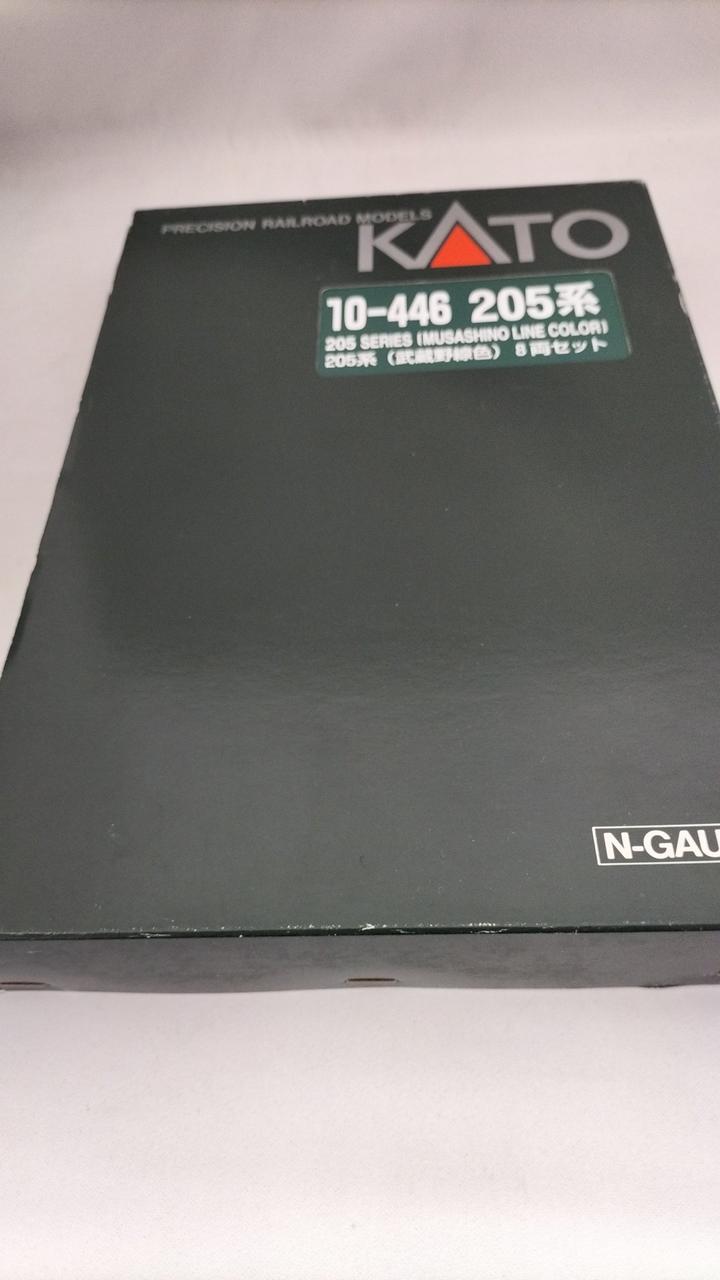 PRECISION RAILROAD MODELS
KATO
10-446 205系
205 SERIES (MUSASHINO LINE COLOR)
205系（武蔵野線色） 8両セット
N-GAU